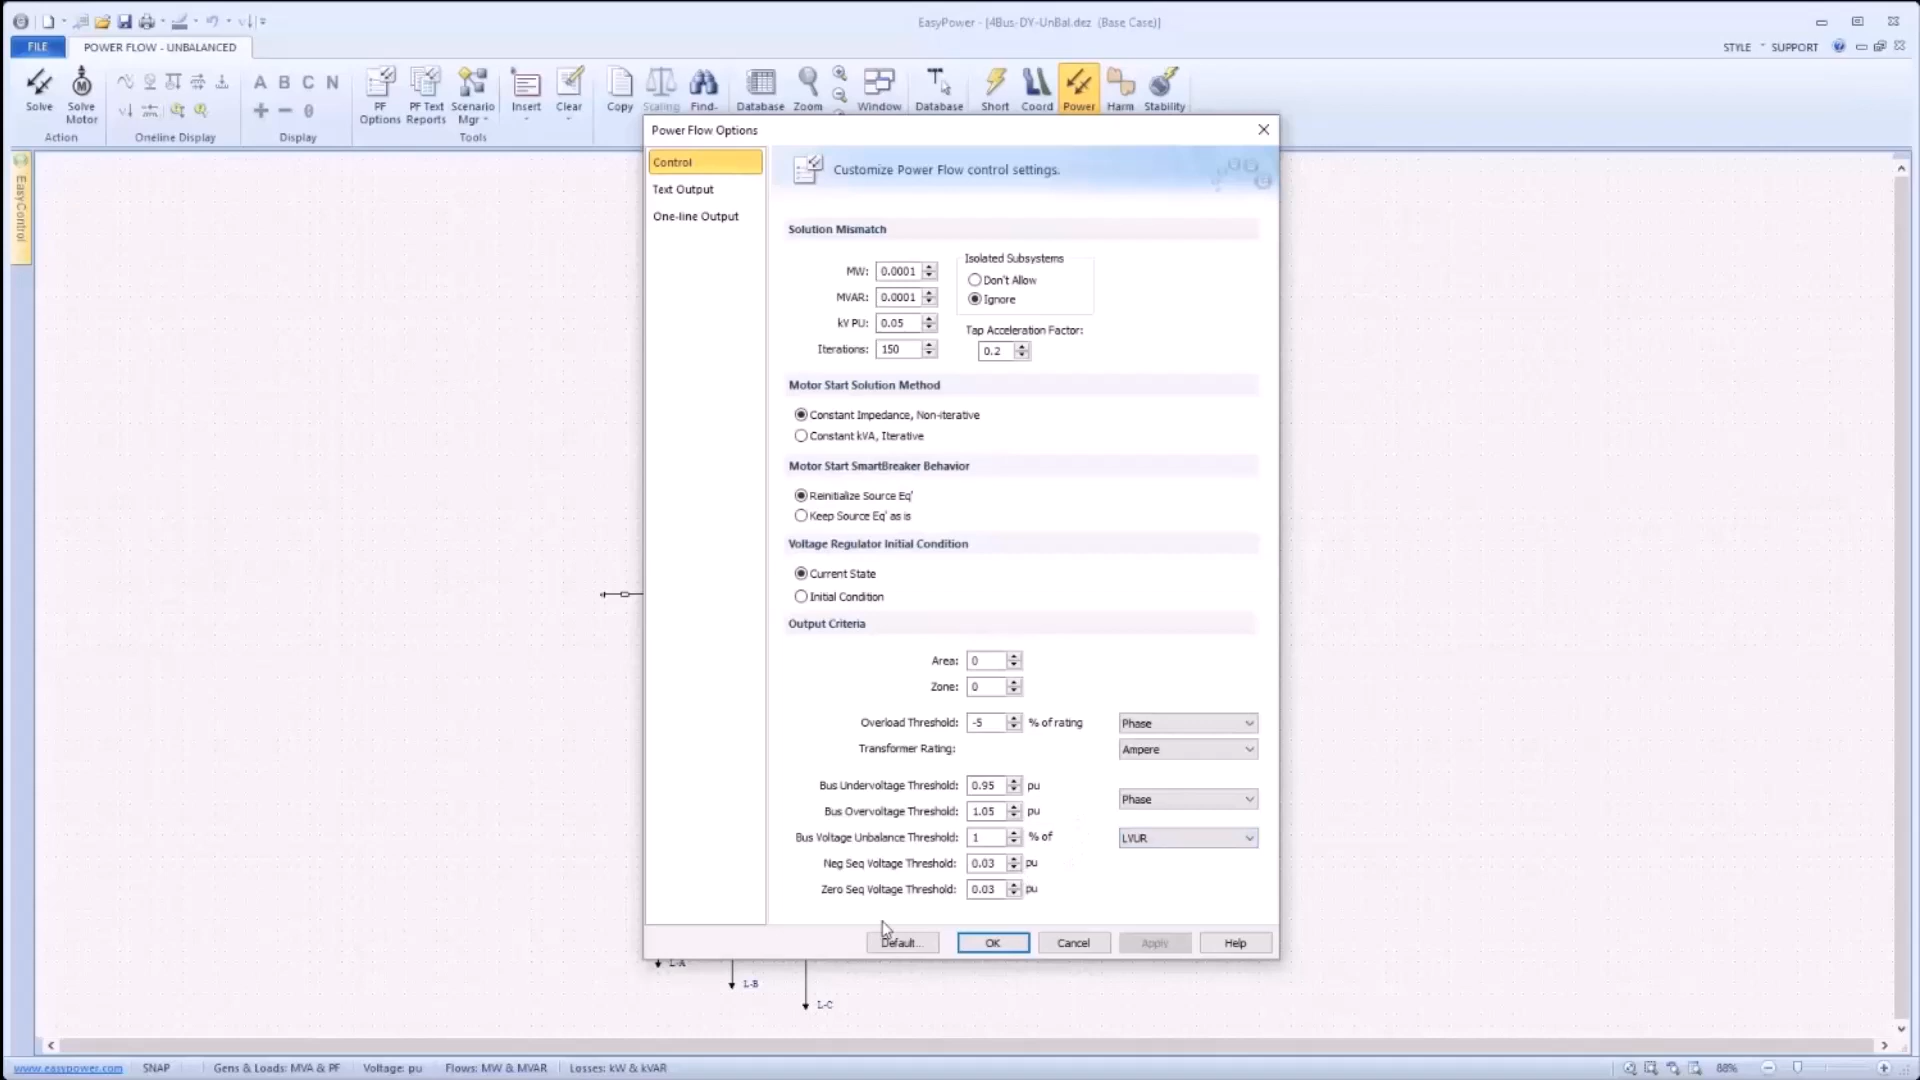 EasyPower - [4Bus-DY-UnBal.dez (Base Case)]
FILE
POWER FLOW - UNBALANCED
STYLE
SUPPORT
Solve
Solve Motor
A B C N
PF Options
PF Text Reports
Scenario Mgr
Insert
Clear
Copy
Scaling
Find-
Database
Zoom
Window
Database
Short
Coord
Power
Harm
Stability
Action
Oneline Display
Display
Tools
EasyControl
Power Flow Options
Control
Text Output
One-line Output
Customize Power Flow control settings.
Solution Mismatch
MW: 0.0001
MVAR: 0.0001
kV PU: 0.05
Iterations: 150
Isolated Subsystems
Don't Allow
Ignore
Tap Acceleration Factor:
0.2
Motor Start Solution Method
Constant Impedance, Non-iterative
Constant kVA, Iterative
Motor Start SmartBreaker Behavior
Reinitialize Source Eq'
Keep Source Eq' as is
Voltage Regulator Initial Condition
Current State
Initial Condition
Output Criteria
Area: 0
Zone: 0
Overload Threshold: -5 % of rating Phase
Transformer Rating: Ampere
Bus Undervoltage Threshold: 0.95 pu
Phase
Bus Overvoltage Threshold: 1.05 pu
Bus Voltage Unbalance Threshold: 1 % of LVUR
Neg Seq Voltage Threshold: 0.03 pu
Zero Seq Voltage Threshold: 0.03 pu
Default...
OK
Cancel
Apply
Help
L-A
L-B
L-C
www.easypower.com
SNAP
Gens & Loads: MVA & PF
Voltage: pu
Flows: MW & MVAR
Losses: kW & kVAR
88%